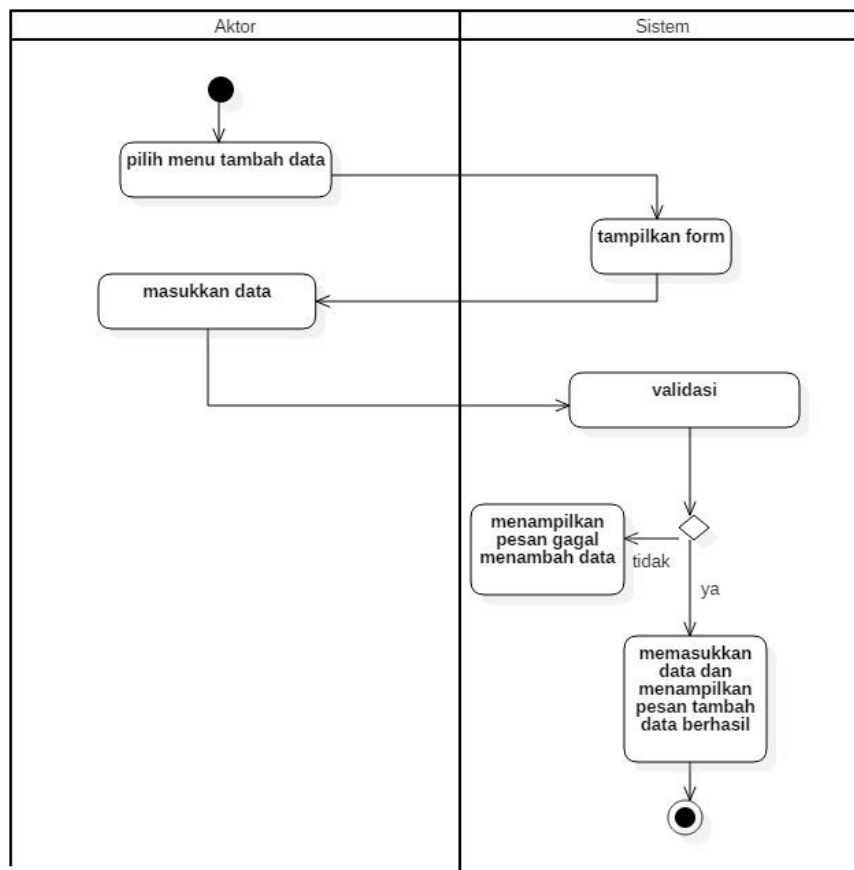 Aktor
Sistem
pilih menu tambah data
tampilkan form
masukkan data
validasi
menampilkan
pesan gagal
menambah data
tidak
ya
memasukkan
data dan
menampilkan
pesan tambah
data berhasil